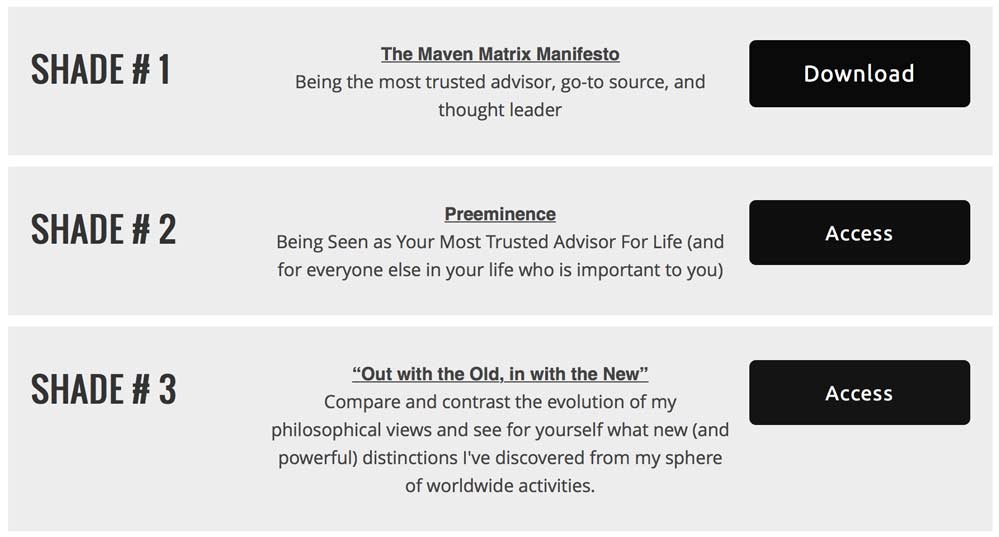 SHADE # 1
The Maven Matrix Manifesto
Being the most trusted advisor, go-to source, and
thought leader
Download
SHADE # 2
Preeminence
Being Seen as Your Most Trusted Advisor For Life (and
for everyone else in your life who is important to you)
Access
SHADE # 3
“Out with the Old, in with the New”
Compare and contrast the evolution of my
philosophical views and see for yourself what new (and
powerful) distinctions I've discovered from my sphere
of worldwide activities.
Access